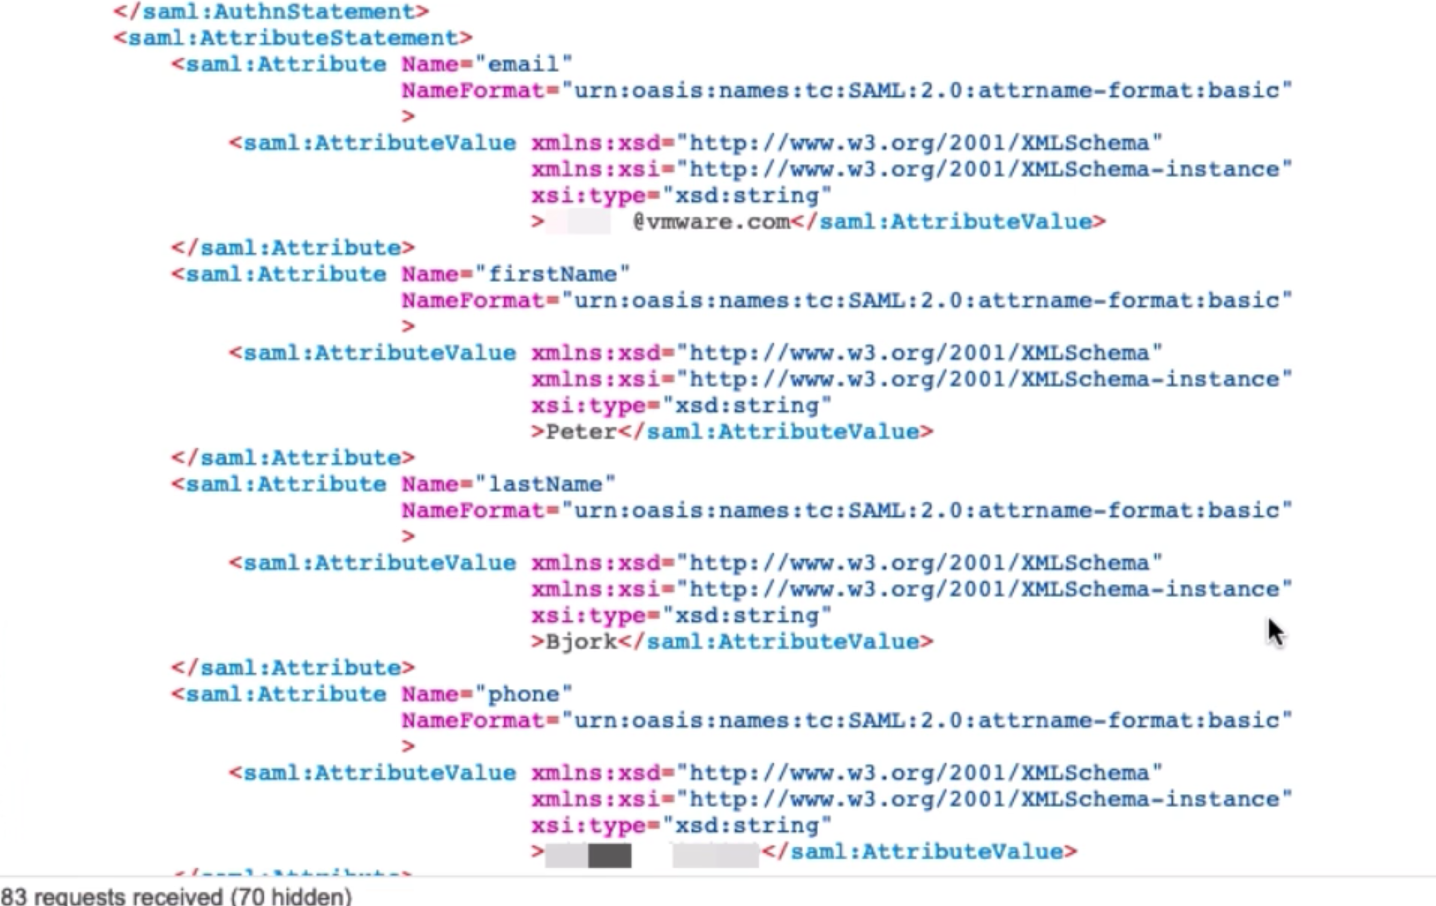 </saml:AuthnStatement>
<saml:AttributeStatement>
<saml:Attribute Name="email"
NameFormat="urn:oasis:names:tc:SAML:2.0:attrname-format:basic"
>
<saml:AttributeValue xmlns:xsd="http://www.w3.org/2001/XMLSchema"
xmlns:xsi="http://www.w3.org/2001/XMLSchema-instance"
xsi:type="xsd:string"
> @vmware.com</saml:AttributeValue>
</saml:Attribute>
<saml:Attribute Name="firstName"
NameFormat="urn:oasis:names:tc:SAML:2.0:attrname-format:basic"
>
<saml:AttributeValue xmlns:xsd="http://www.w3.org/2001/XMLSchema"
xmlns:xsi="http://www.w3.org/2001/XMLSchema-instance"
xsi:type="xsd:string"
>Peter</saml:AttributeValue>
</saml:Attribute>
<saml:Attribute Name="lastName"
NameFormat="urn:oasis:names:tc:SAML:2.0:attrname-format:basic"
>
<saml:AttributeValue xmlns:xsd="http://www.w3.org/2001/XMLSchema"
xmlns:xsi="http://www.w3.org/2001/XMLSchema-instance"
xsi:type="xsd:string"
>Bjork</saml:AttributeValue>
</saml:Attribute>
<saml:Attribute Name="phone"
NameFormat="urn:oasis:names:tc:SAML:2.0:attrname-format:basic"
>
<saml:AttributeValue xmlns:xsd="http://www.w3.org/2001/XMLSchema"
xmlns:xsi="http://www.w3.org/2001/XMLSchema-instance"
xsi:type="xsd:string"
></saml:AttributeValue>
</saml:Attribute>
83 requests received (70 hidden)